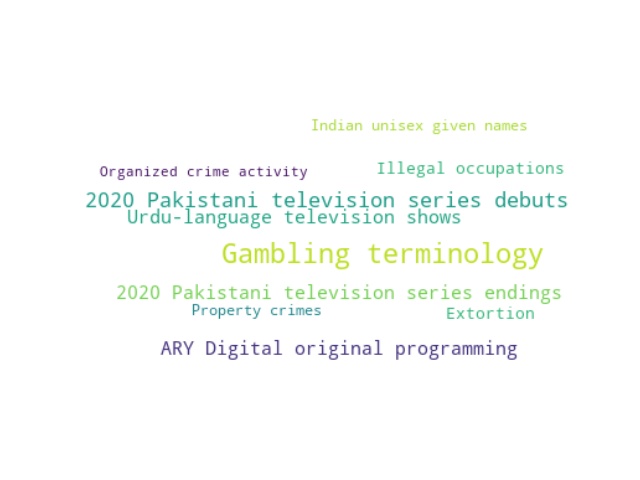 Indian unisex given names
Organized crime activity
Illegal occupations
2020 Pakistani television series debuts
Urdu-language television shows
Gambling terminology
2020 Pakistani television series endings
Property crimes
Extortion
ARY Digital original programming